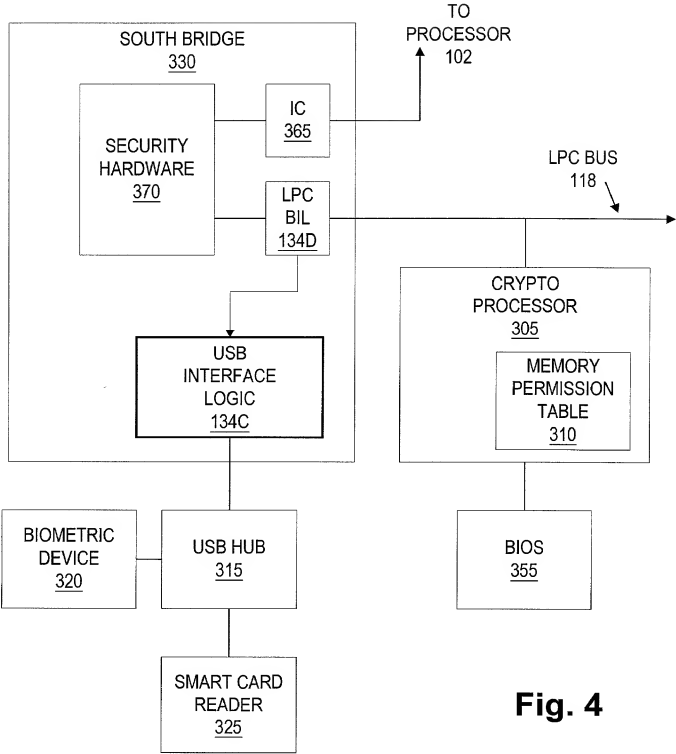 TO
PROCESSOR
102
SOUTH BRIDGE
330
SECURITY
HARDWARE
370
IC
365
LPC
BIL
134D
LPC BUS
118
CRYPTO
PROCESSOR
305
MEMORY
PERMISSION
TABLE
310
USB
INTERFACE
LOGIC
134C
BIOMETRIC
DEVICE
320
USB HUB
315
BIOS
355
SMART CARD
READER
325
Fig. 4